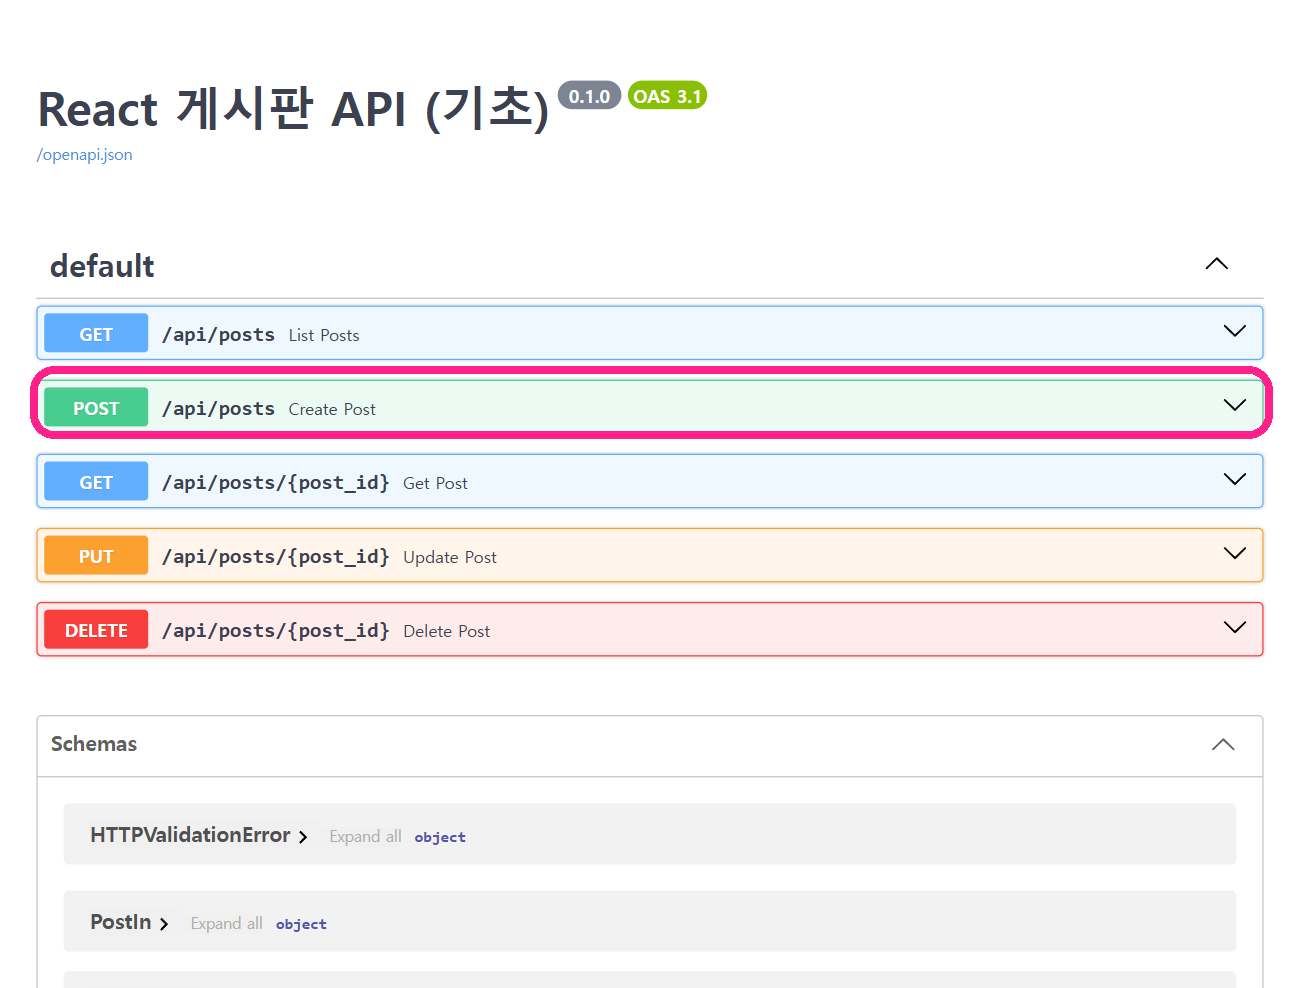 React 게시판 API (기초) 0.1.0 OAS 3.1
/openapi.json
default
GET /api/posts List Posts
POST /api/posts Create Post
GET /api/posts/{post_id} Get Post
PUT /api/posts/{post_id} Update Post
DELETE /api/posts/{post_id} Delete Post
Schemas
HTTPValidationError Expand all object
PostIn Expand all object